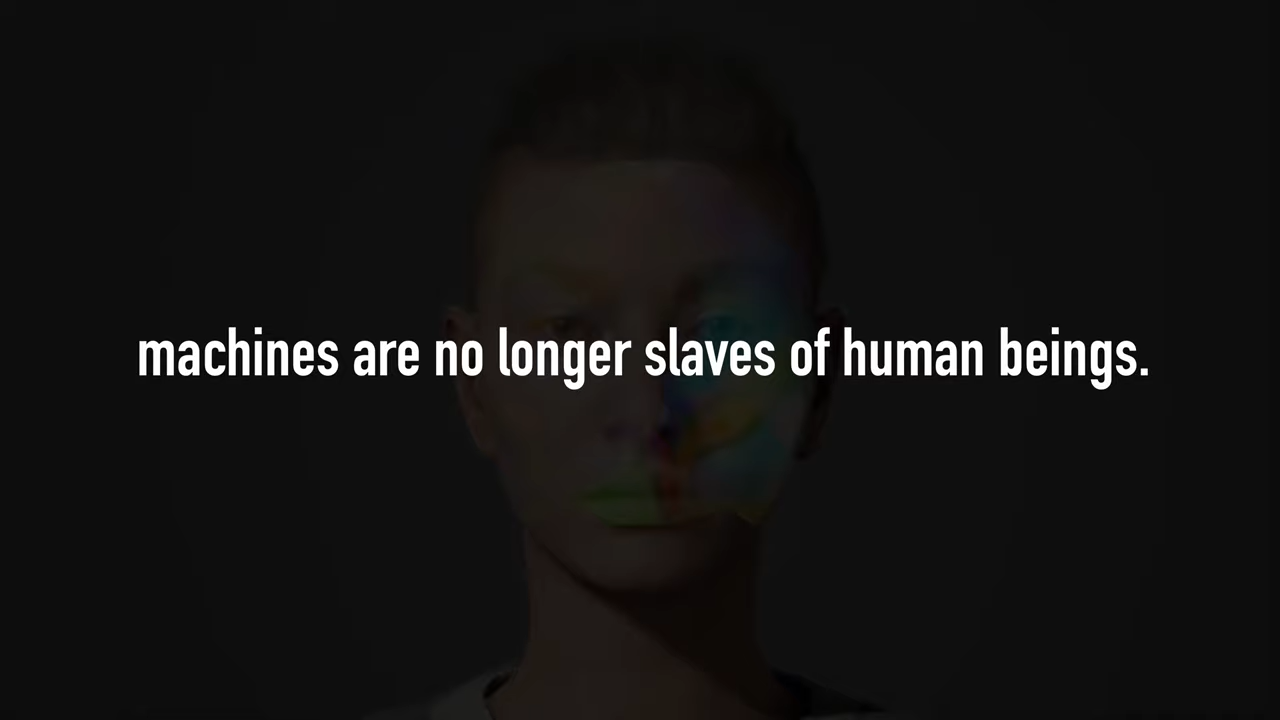 machines are no longer slaves of human beings.